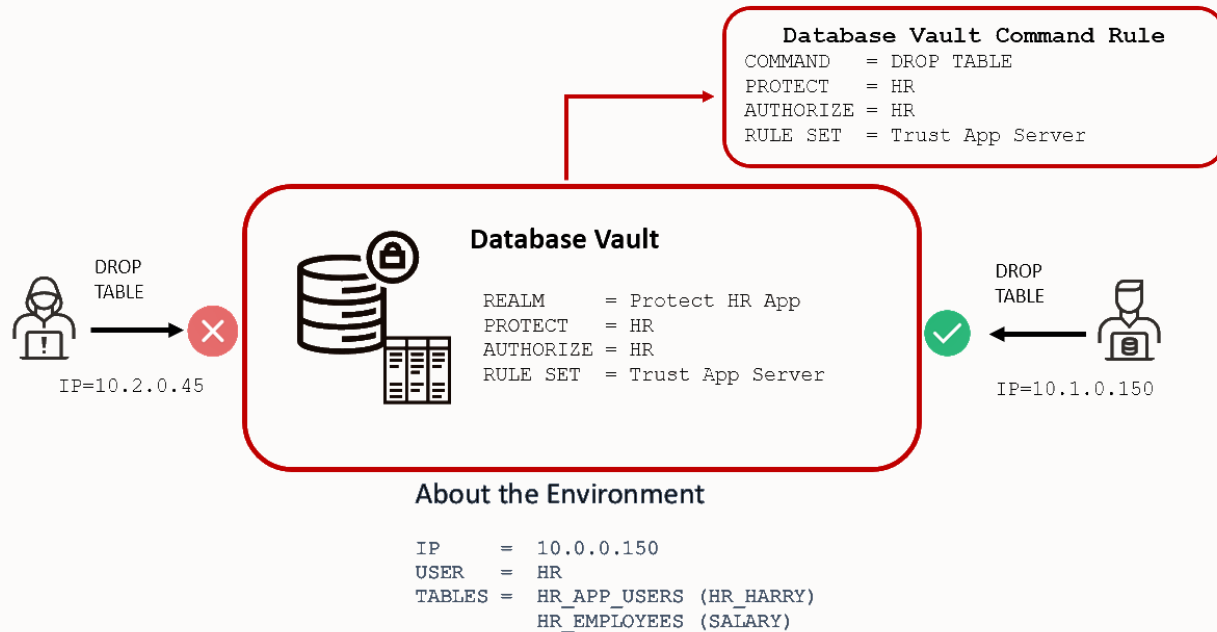 Database Vault Command Rule
COMMAND   = DROP TABLE
PROTECT   = HR
AUTHORIZE = HR
RULE SET  = Trust App Server
Database Vault
REALM     = Protect HR App
PROTECT   = HR
AUTHORIZE = HR
RULE SET  = Trust App Server
DROP
TABLE
IP=10.2.0.45
DROP
TABLE
IP=10.1.0.150
About the Environment
IP     =  10.0.0.150
USER   =  HR
TABLES =  HR_APP_USERS (HR_HARRY)
HR_EMPLOYEES (SALARY)